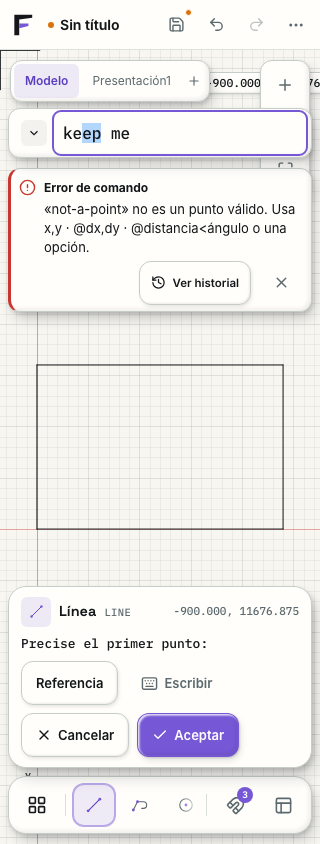 Sin título
Modelo Presentación1 -900.000
keep me
Error de comando
«not-a-point» no es un punto válido. Usa
x,y · @dx,dy · @distancia<ángulo o una
opción.
Ver historial
Línea LINE -900.000, 11676.875
Precise el primer punto:
Referencia Escribir
Cancelar Aceptar
3